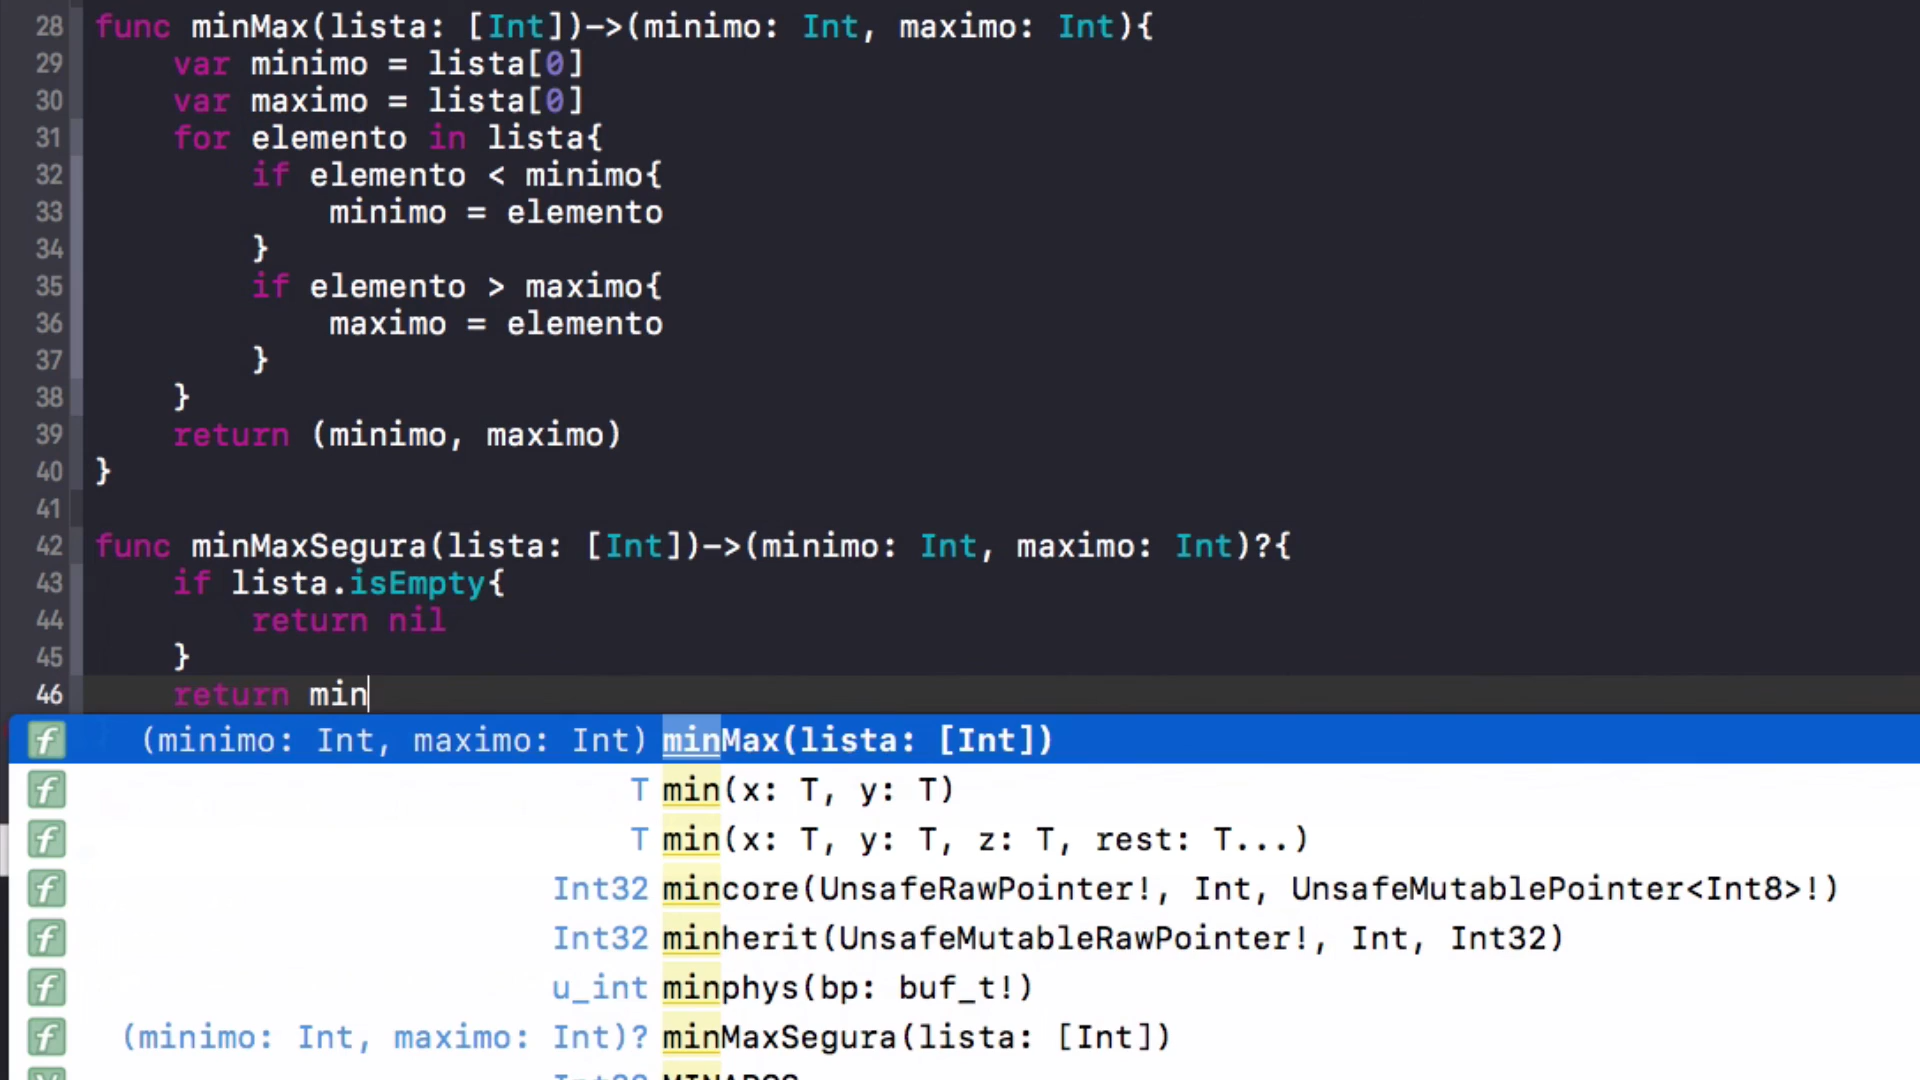 28 func minMax(lista: [Int])->(minimo: Int, maximo: Int){
29 var minimo = lista[0]
30 var maximo = lista[0]
31 for elemento in lista{
32 if elemento < minimo{
33 minimo = elemento
34 }
35 if elemento > maximo{
36 maximo = elemento
37 }
38 }
39 return (minimo, maximo)
40 }
41
42 func minMaxSegura(lista: [Int])->(minimo: Int, maximo: Int)?{
43 if lista.isEmpty{
44 return nil
45 }
46 return min
f (minimo: Int, maximo: Int) minMax(lista: [Int])
f T min(x: T, y: T)
f T min(x: T, y: T, z: T, rest: T...)
f Int32 mincore(UnsafeRawPointer!, Int, UnsafeMutablePointer<Int8>!)
f Int32 minherit(UnsafeMutableRawPointer!, Int, Int32)
f u_int minphys(bp: buf_t!)
f (minimo: Int, maximo: Int)? minMaxSegura(lista: [Int])